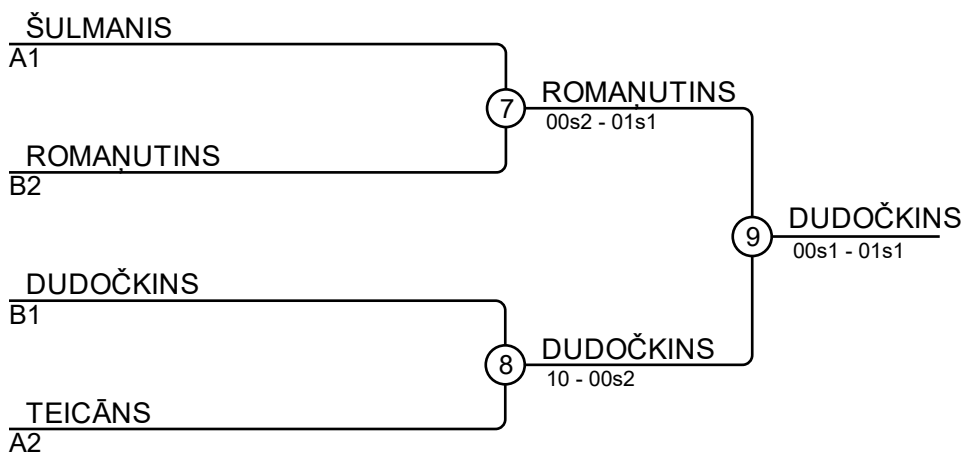 ŠULMANIS
A1
7
ROMAŅUTINS
00s2 - 01s1
ROMAŅUTINS
B2
9
DUDOČKINS
00s1 - 01s1
DUDOČKINS
B1
8
DUDOČKINS
10 - 00s2
TEICĀNS
A2